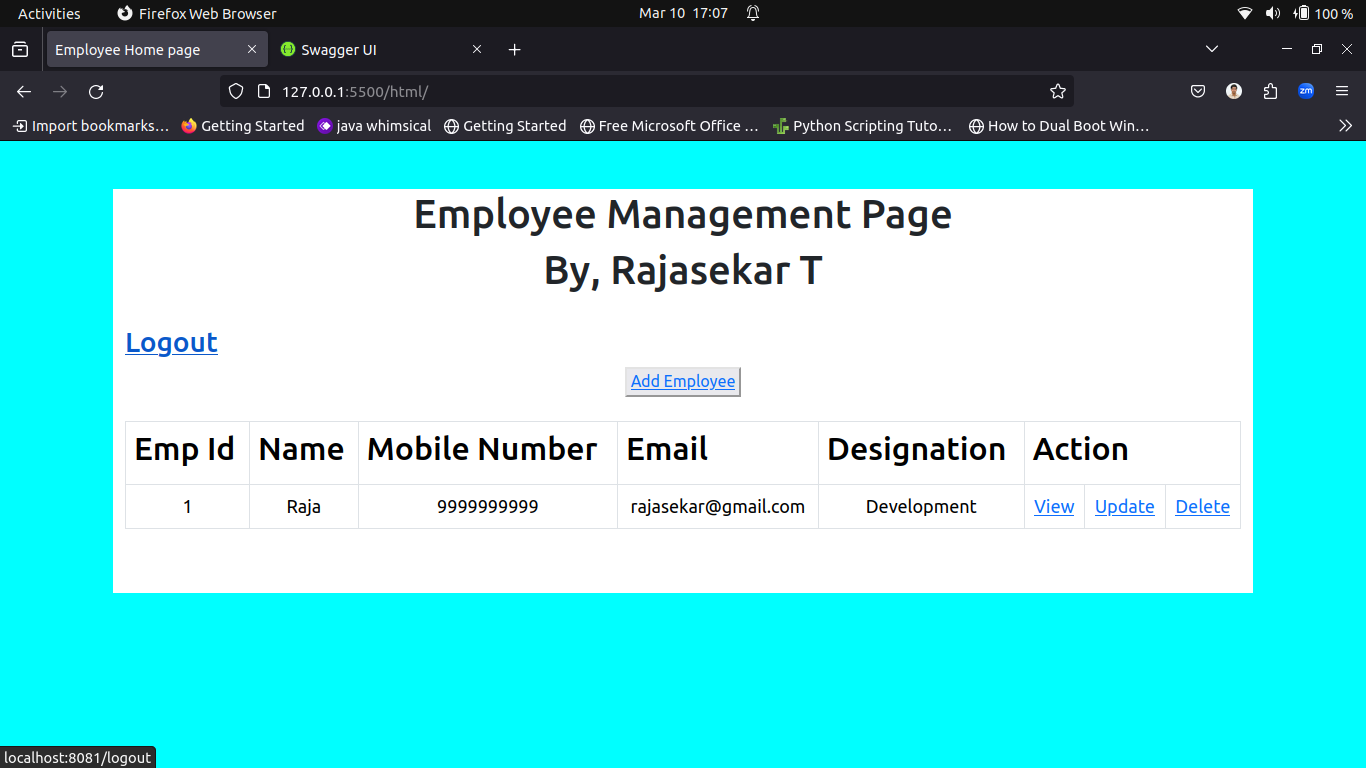 Activities Firefox Web Browser Mar 10 17:07 100 %
Employee Home page Swagger UI
127.0.0.1:5500/html/ zm
Import bookmarks... Getting Started java whimsical Getting Started Free Microsoft Office ... Python Scripting Tuto... How to Dual Boot Win...
Employee Management Page
By, Rajasekar T
Logout
Add Employee
Emp Id Name Mobile Number Email Designation Action
1 Raja 9999999999 rajasekar@gmail.com Development View Update Delete
localhost:8081/logout